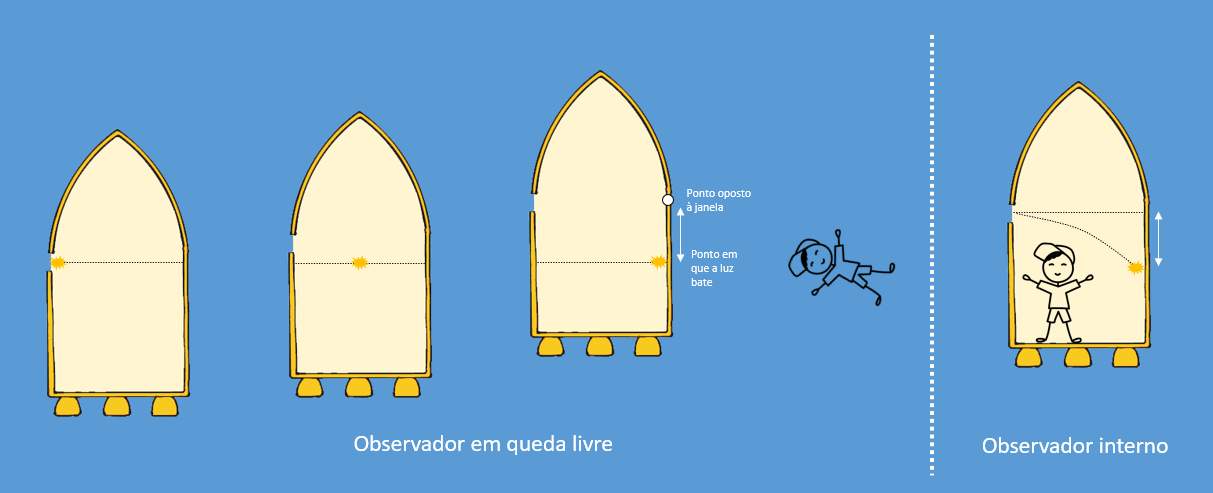 Ponto oposto
à janela
Ponto em
que a luz
bate
Observador em queda livre
Observador interno